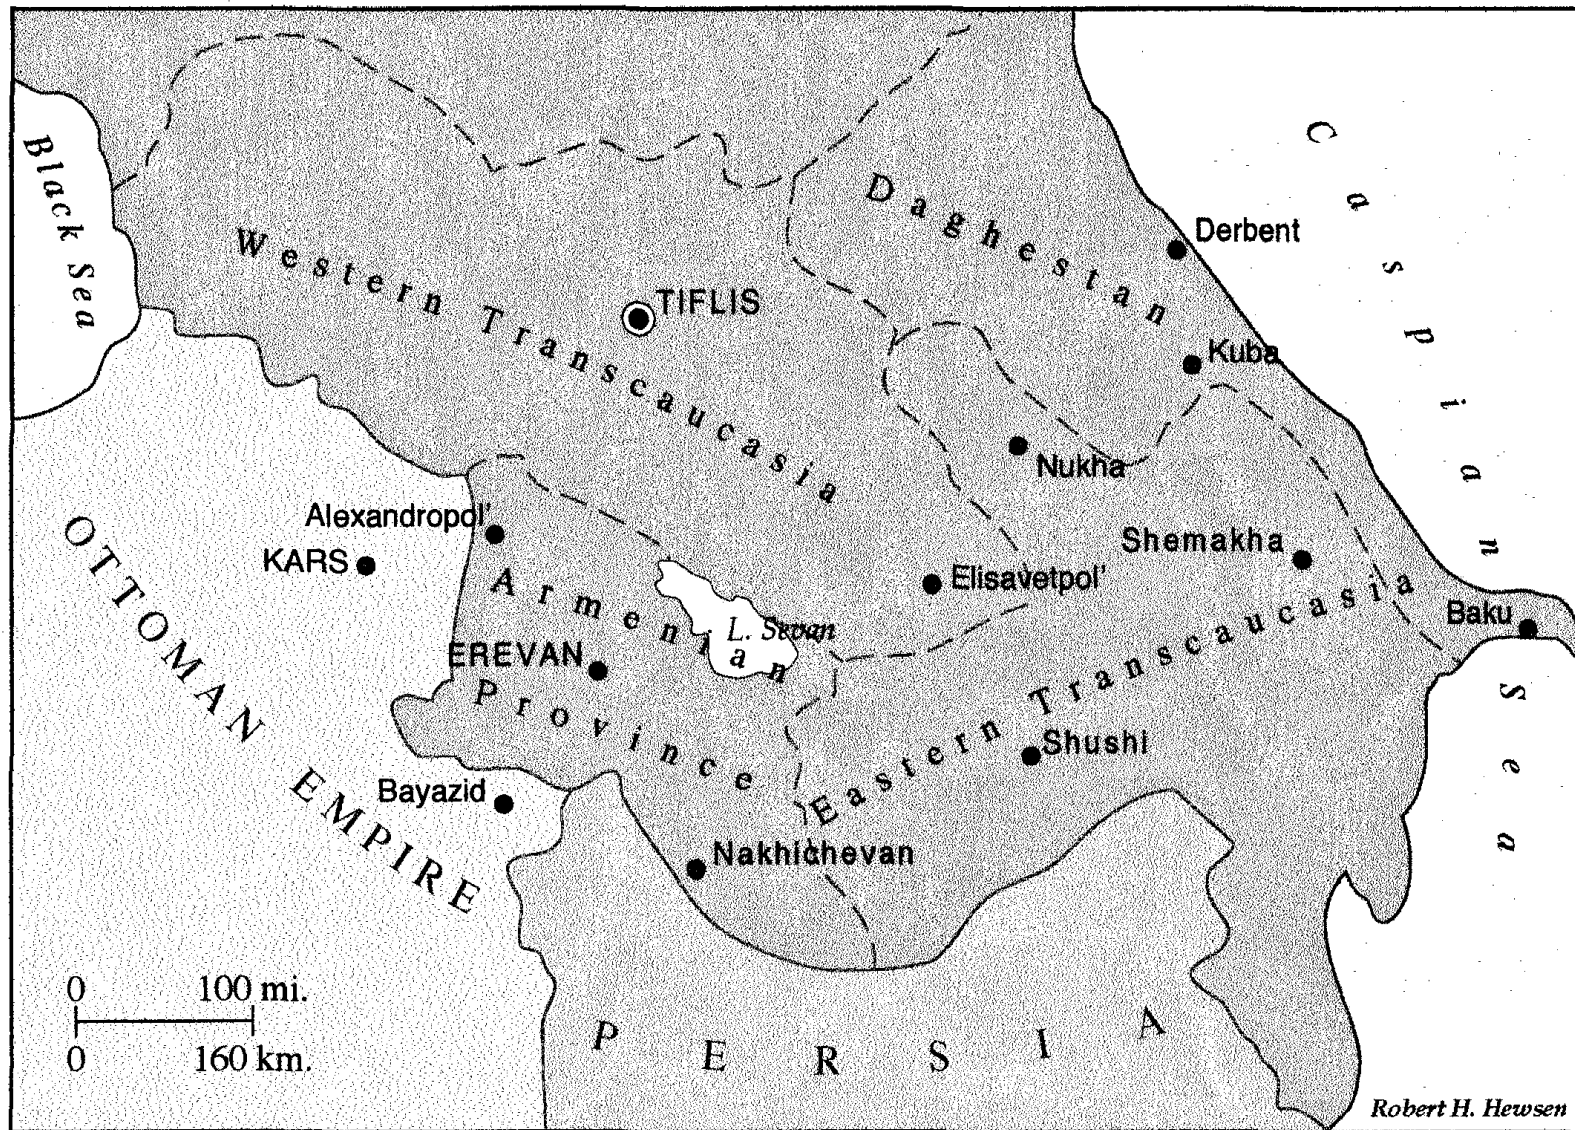 Black Sea
Caspian Sea
Daghestan
Derbent
Western Transcaucasia
TIFLIS
Kuba
Nukha
Alexandropol'
KARS
Shemakha
Elisavetpol'
Armenian Province
L. Sevan
Baku
EREVAN
Eastern Transcaucasia
Shushi
OTTOMAN EMPIRE
Bayazid
Nakhichevan
0 100 mi.
0 160 km.
PERSIA
Robert H. Hewsen